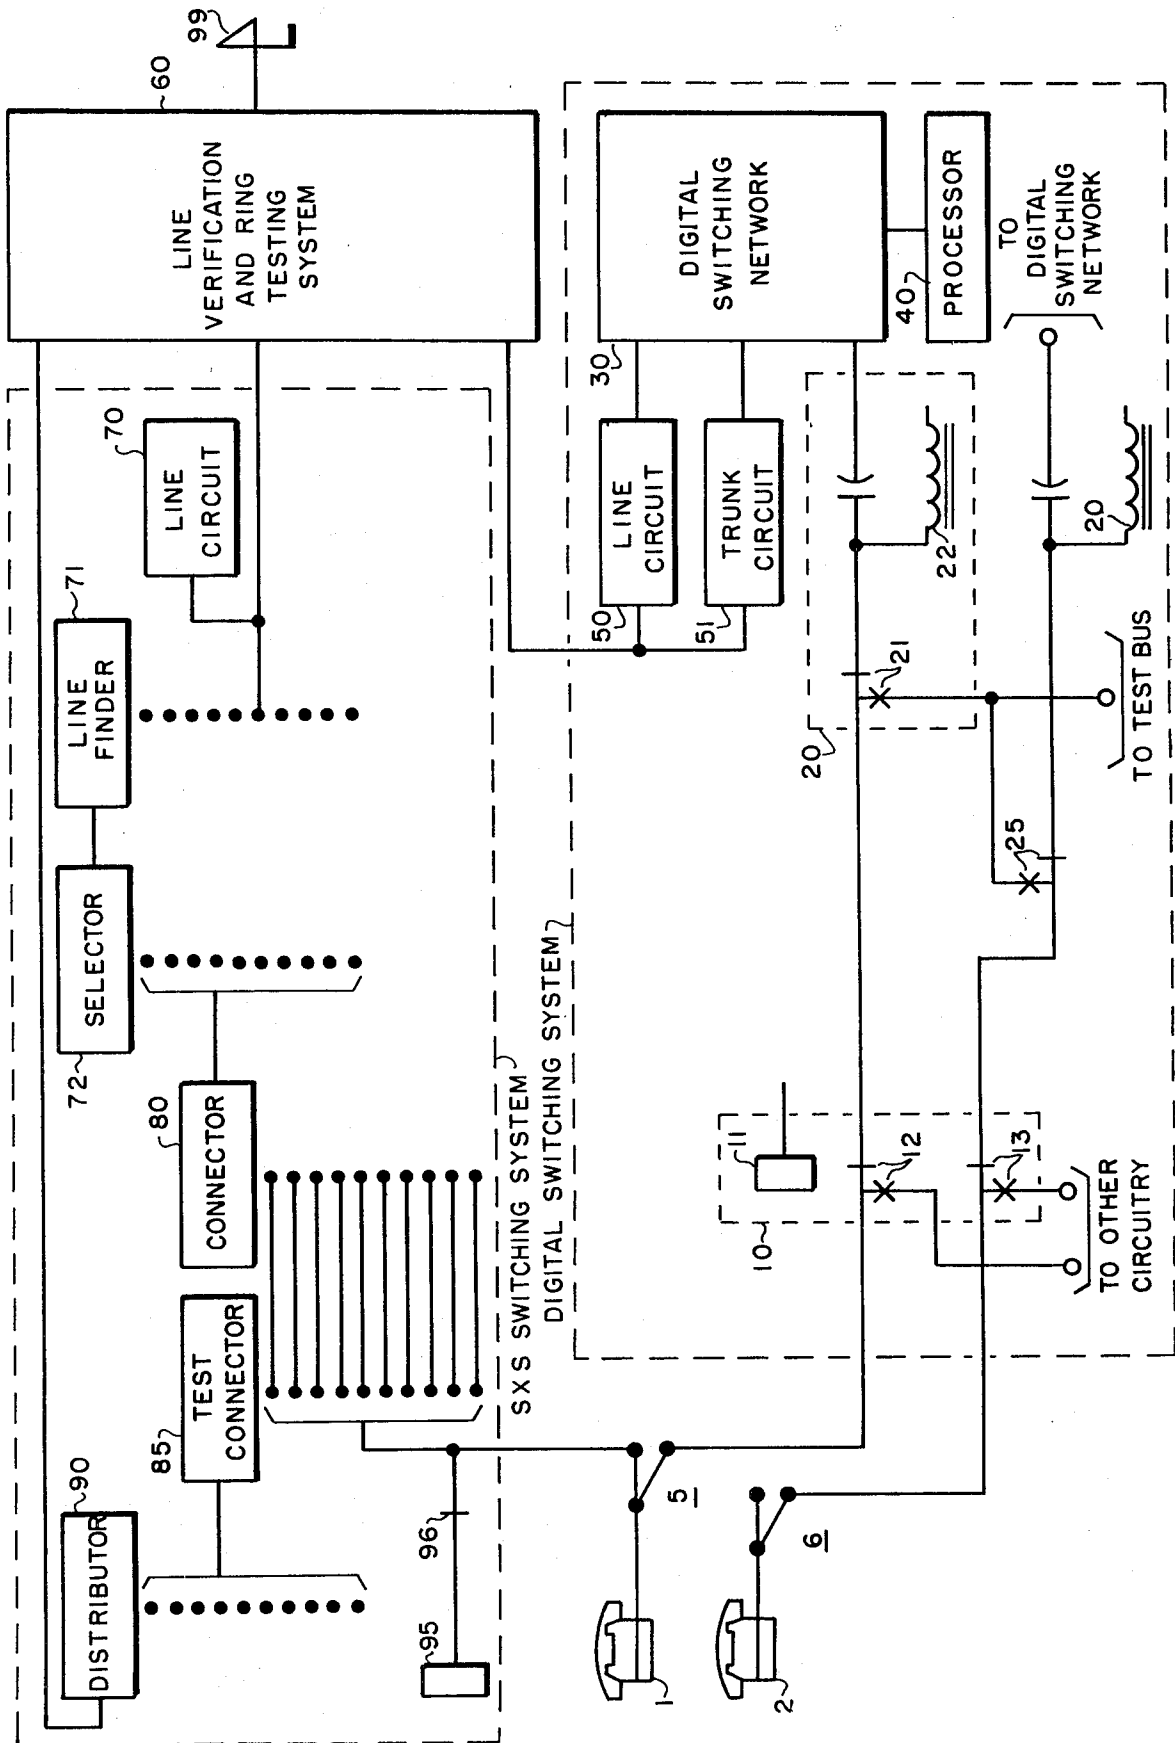 99
60
LINE
VERIFICATION
AND RING
TESTING
SYSTEM
70
LINE
CIRCUIT
71
LINE
FINDER
72
SELECTOR
80
CONNECTOR
85
TEST
CONNECTOR
90
DISTRIBUTOR
95
96
SXS SWITCHING SYSTEM
DIGITAL SWITCHING SYSTEM
30
DIGITAL
SWITCHING
NETWORK
40
PROCESSOR
TO
DIGITAL
SWITCHING
NETWORK
50
LINE
CIRCUIT
51
TRUNK
CIRCUIT
22
20
21
20
TO TEST BUS
25
11
12
13
10
TO OTHER
CIRCUITRY
5
6
1
2